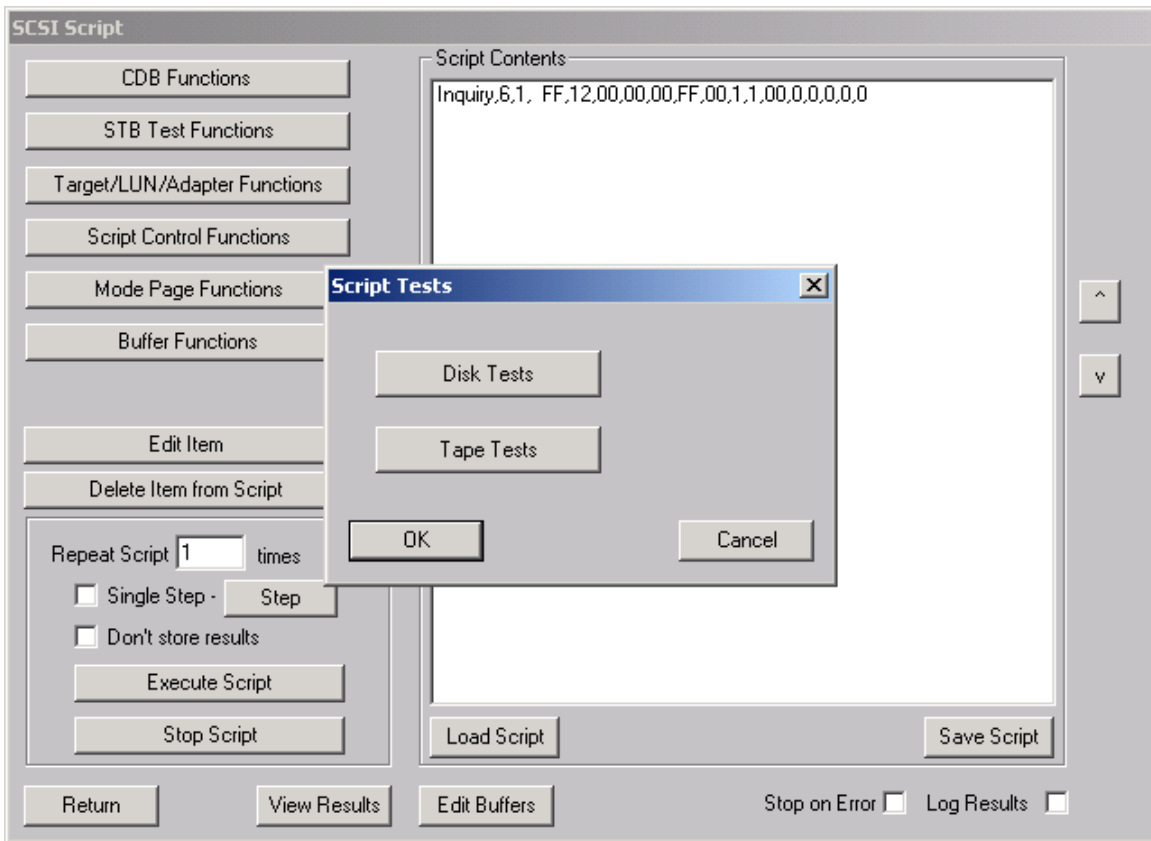 SCSI Script
CDB Functions
STB Test Functions
Target/LUN/Adapter Functions
Script Control Functions
Mode Page Functions
Buffer Functions
Edit Item
Delete Item from Script
Repeat Script 1 times
Single Step - Step
Don't store results
Execute Script
Stop Script
Return
View Results
Script Contents
Inquiry,6,1,  FF,12,00,00,00,FF,00,1,1,00,0,0,0,0,0
Script Tests
Disk Tests
Tape Tests
OK
Cancel
^
v
Load Script
Save Script
Edit Buffers
Stop on Error
Log Results